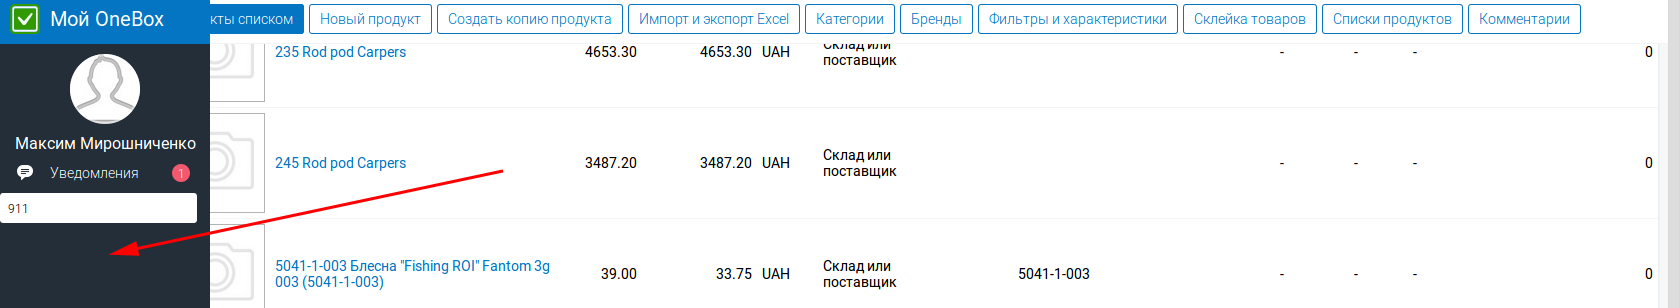 Мой OneBox
кты списком
Новый продукт
Создать копию продукта
Импорт и экспорт Excel
Категории
Бренды
Фильтры и характеристики
Склейка товаров
Списки продуктов
Комментарии
Максим Мирошниченко
Уведомления 1
911
235 Rod pod Carpers 4653.30 4653.30 UAH Склад или - - - 0
поставщик
245 Rod pod Carpers 3487.20 3487.20 UAH Склад или - - - 0
поставщик
5041-1-003 Блесна "Fishing ROI" Fantom 3g 39.00 33.75 UAH Склад или 5041-1-003 - - - 0
003 (5041-1-003) поставщик